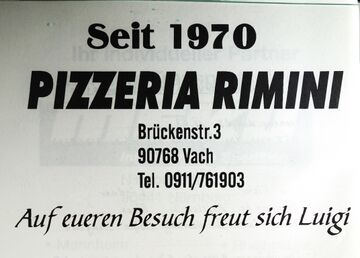 Seit 1970
PIZZERIA RIMINI
Brückenstr.3
90768 Vach
Tel. 0911/761903
Auf eueren Besuch freut sich Luigi